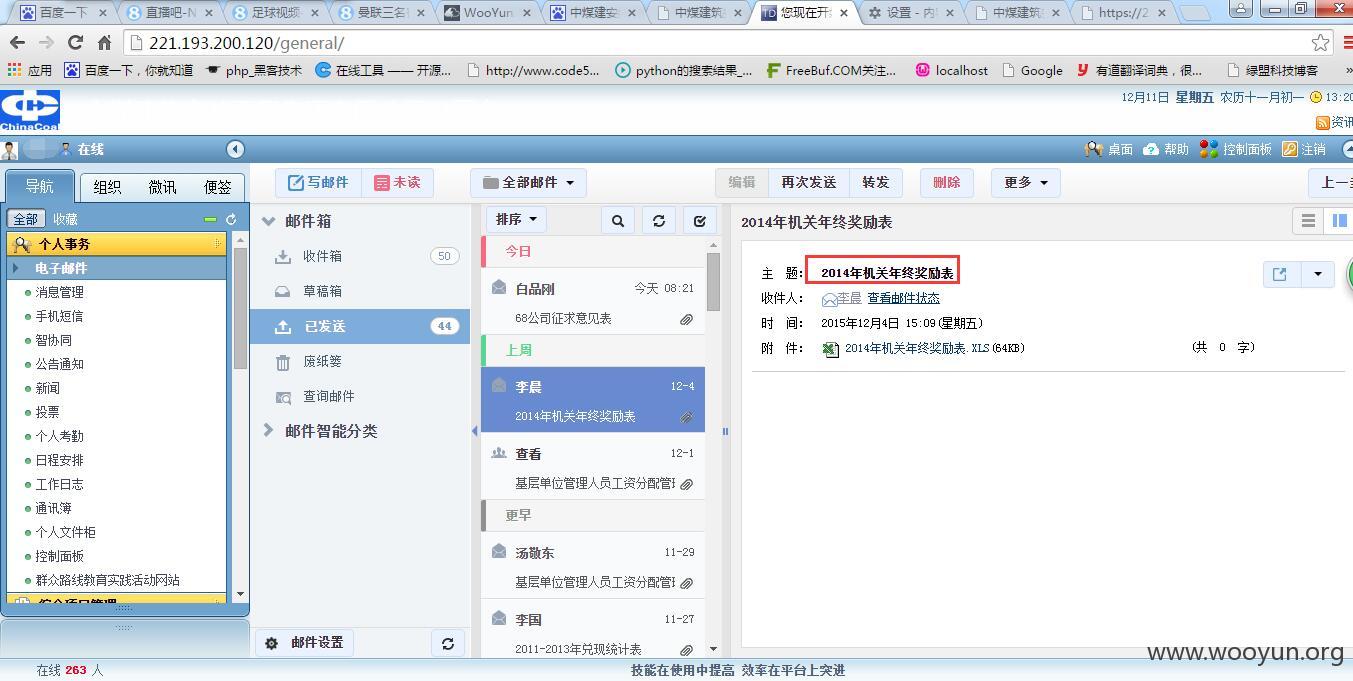 百度一下
直播吧-N
足球视频
曼联三名
WooYun
中煤建安
中煤建筑
您现在开
设置 - 内
中煤建筑
https://2
221.193.200.120/general/
应用 百度一下，你就知道 php_黑客技术 在线工具 —— 开源... http://www.code5... python的搜索结果_... FreeBuf.COM关注... localhost Google 有道翻译词典，很... 绿盟科技博客 »
ChinaCoal
12月11日 星期五 农历十一月初一 13:20
资讯
在线
桌面 帮助 控制面板 注销
导航 组织 微讯 便签
写邮件 未读 全部邮件 编辑 再次发送 转发 删除 更多 上一
全部 收藏
个人事务
电子邮件
消息管理
手机短信
智协同
公告通知
新闻
投票
个人考勤
日程安排
工作日志
通讯簿
个人文件柜
控制面板
群众路线教育实践活动网站
综合项目管理
邮件箱
收件箱 50
草稿箱
已发送 44
废纸篓
查询邮件
邮件智能分类
邮件设置
排序
今日
白品刚 今天 08:21
68公司征求意见表
上周
李晨 12-4
2014年机关年终奖励表
查看 12-1
基层单位管理人员工资分配管
更早
汤敬东 11-29
基层单位管理人员工资分配管
李国 11-27
2011-2013年兑现统计表
2014年机关年终奖励表
主 题： 2014年机关年终奖励表
收件人： 李晨 查看邮件状态
时 间： 2015年12月4日 15:09(星期五)
附 件： 2014年机关年终奖励表.XLS(64KB) (共 0 字)
www.wooyun.org
在线 263 人
技能在使用中提高 效率在平台上突进